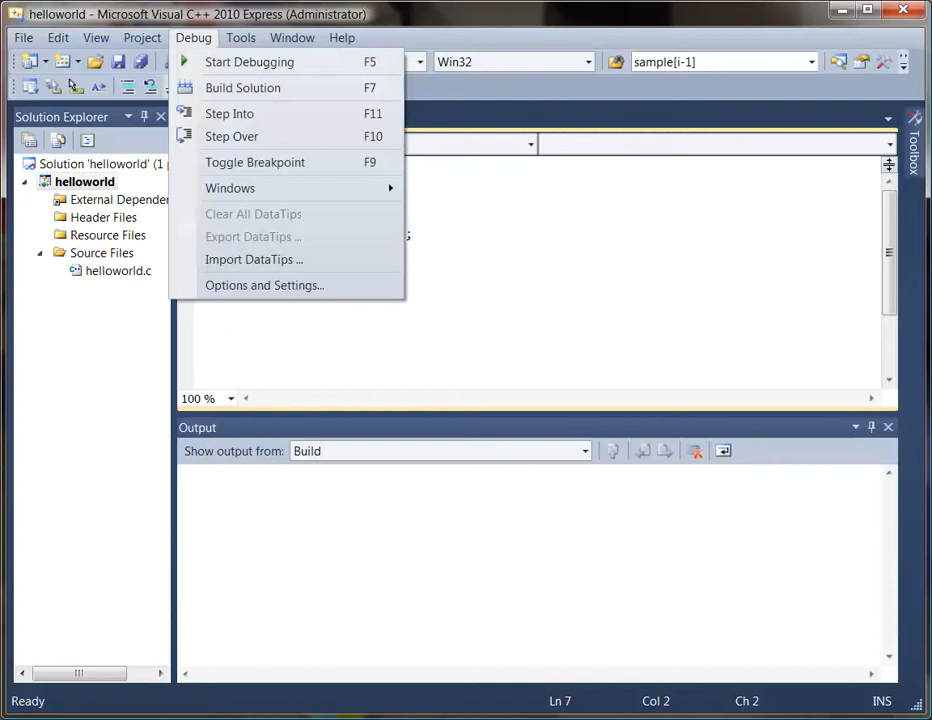 helloworld - Microsoft Visual C++ 2010 Express (Administrator)
File Edit View Project Debug Tools Window Help
Start Debugging F5
Build Solution F7
Step Into F11
Step Over F10
Toggle Breakpoint F9
Windows
Clear All DataTips
Export DataTips ...
Import DataTips ...
Options and Settings...
Win32
sample[i-1]
Solution Explorer
Solution 'helloworld' (1
helloworld
External Depender
Header Files
Resource Files
Source Files
helloworld.c
;
Toolbox
100 %
Output
Show output from: Build
Ready Ln 7 Col 2 Ch 2 INS